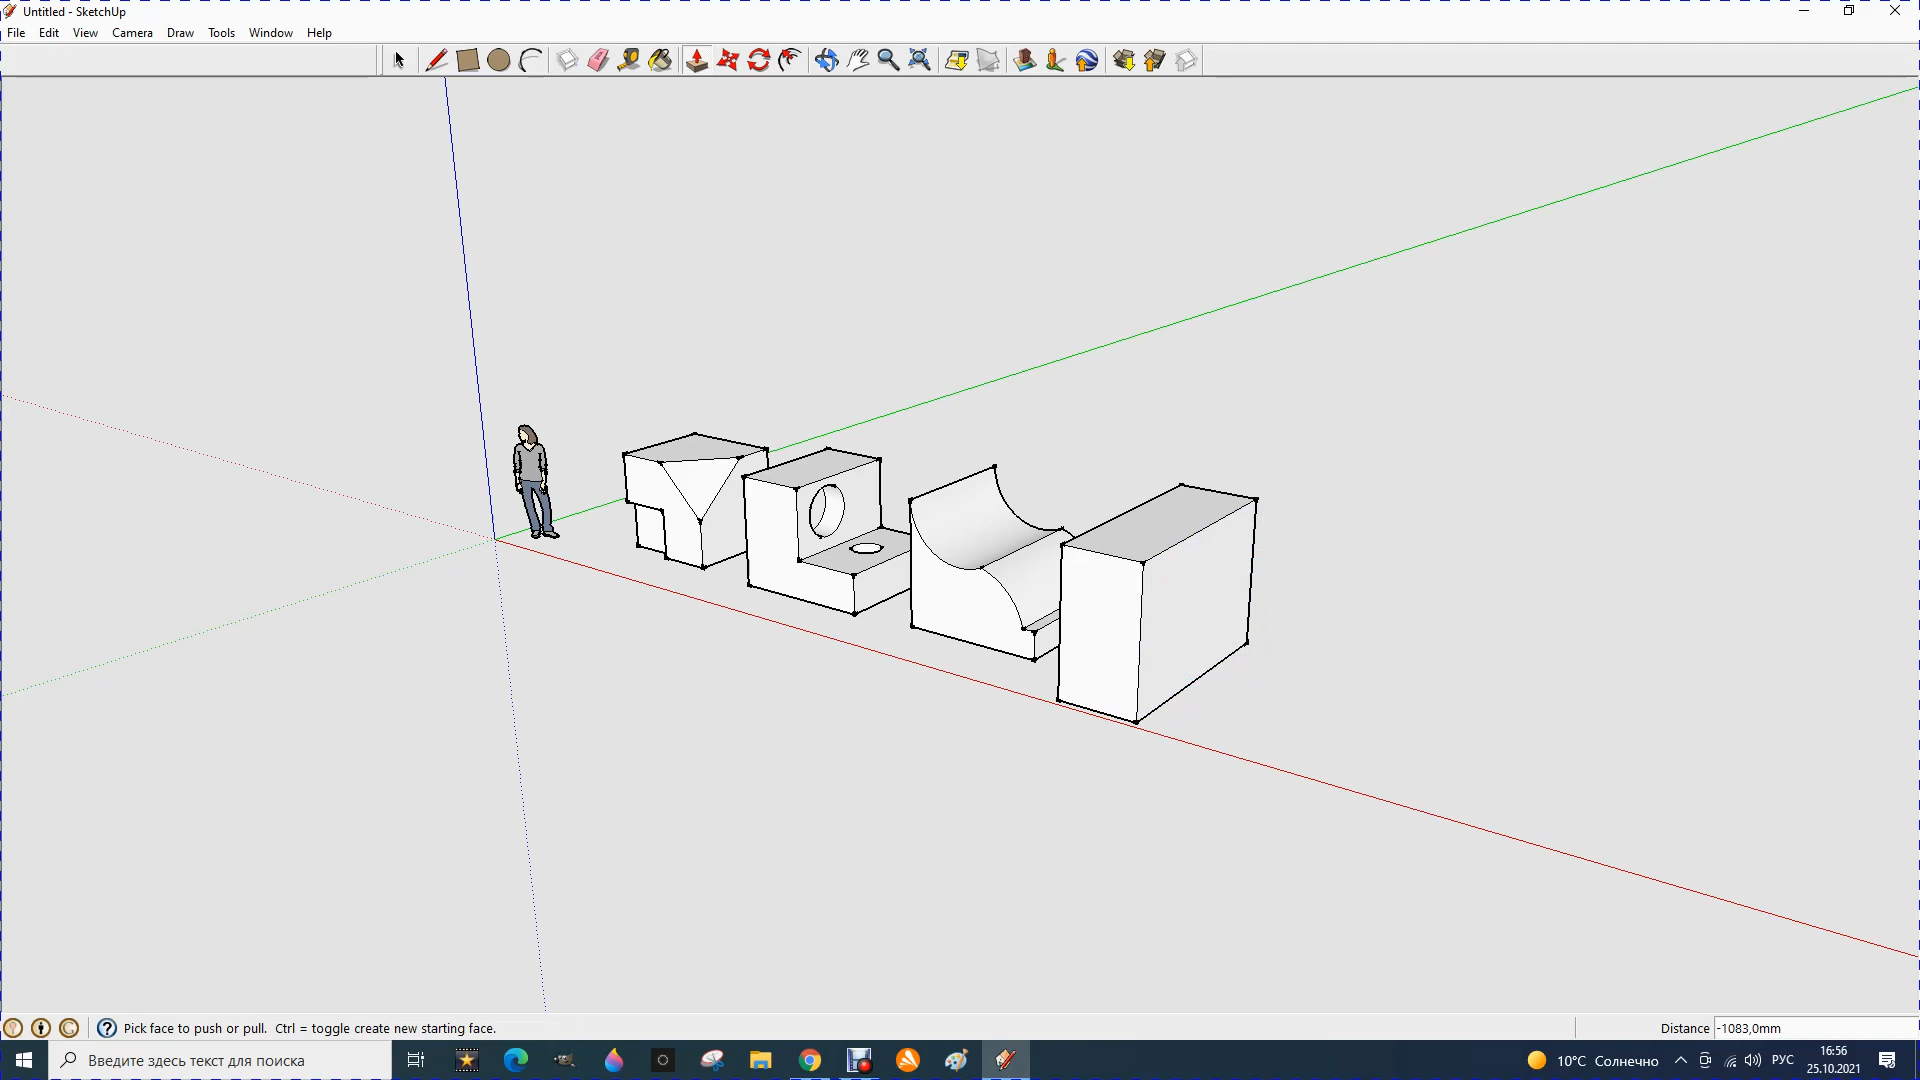 Untitled - SketchUp
File Edit View Camera Draw Tools Window Help
Pick face to push or pull. Ctrl = toggle create new starting face.
Distance -1083,0mm
Введите здесь текст для поиска
10°C Солнечно
РУС
16:56
25.10.2021